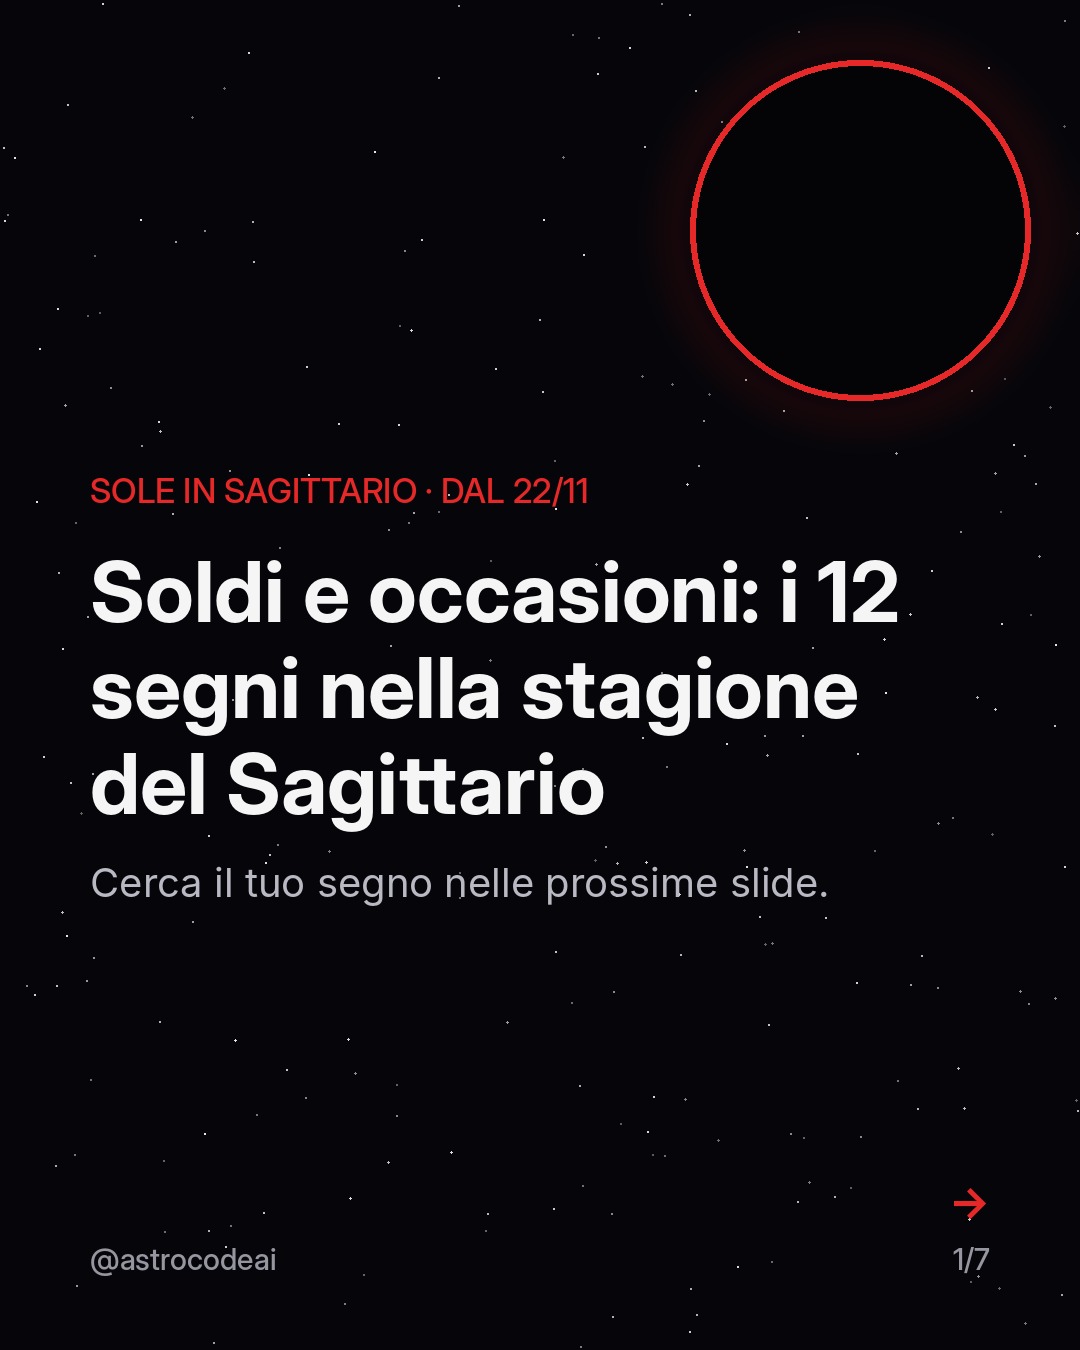 SOLE IN SAGITTARIO · DAL 22/11
Soldi e occasioni: i 12
segni nella stagione
del Sagittario
Cerca il tuo segno nelle prossime slide.
→
@astrocodeai
1/7